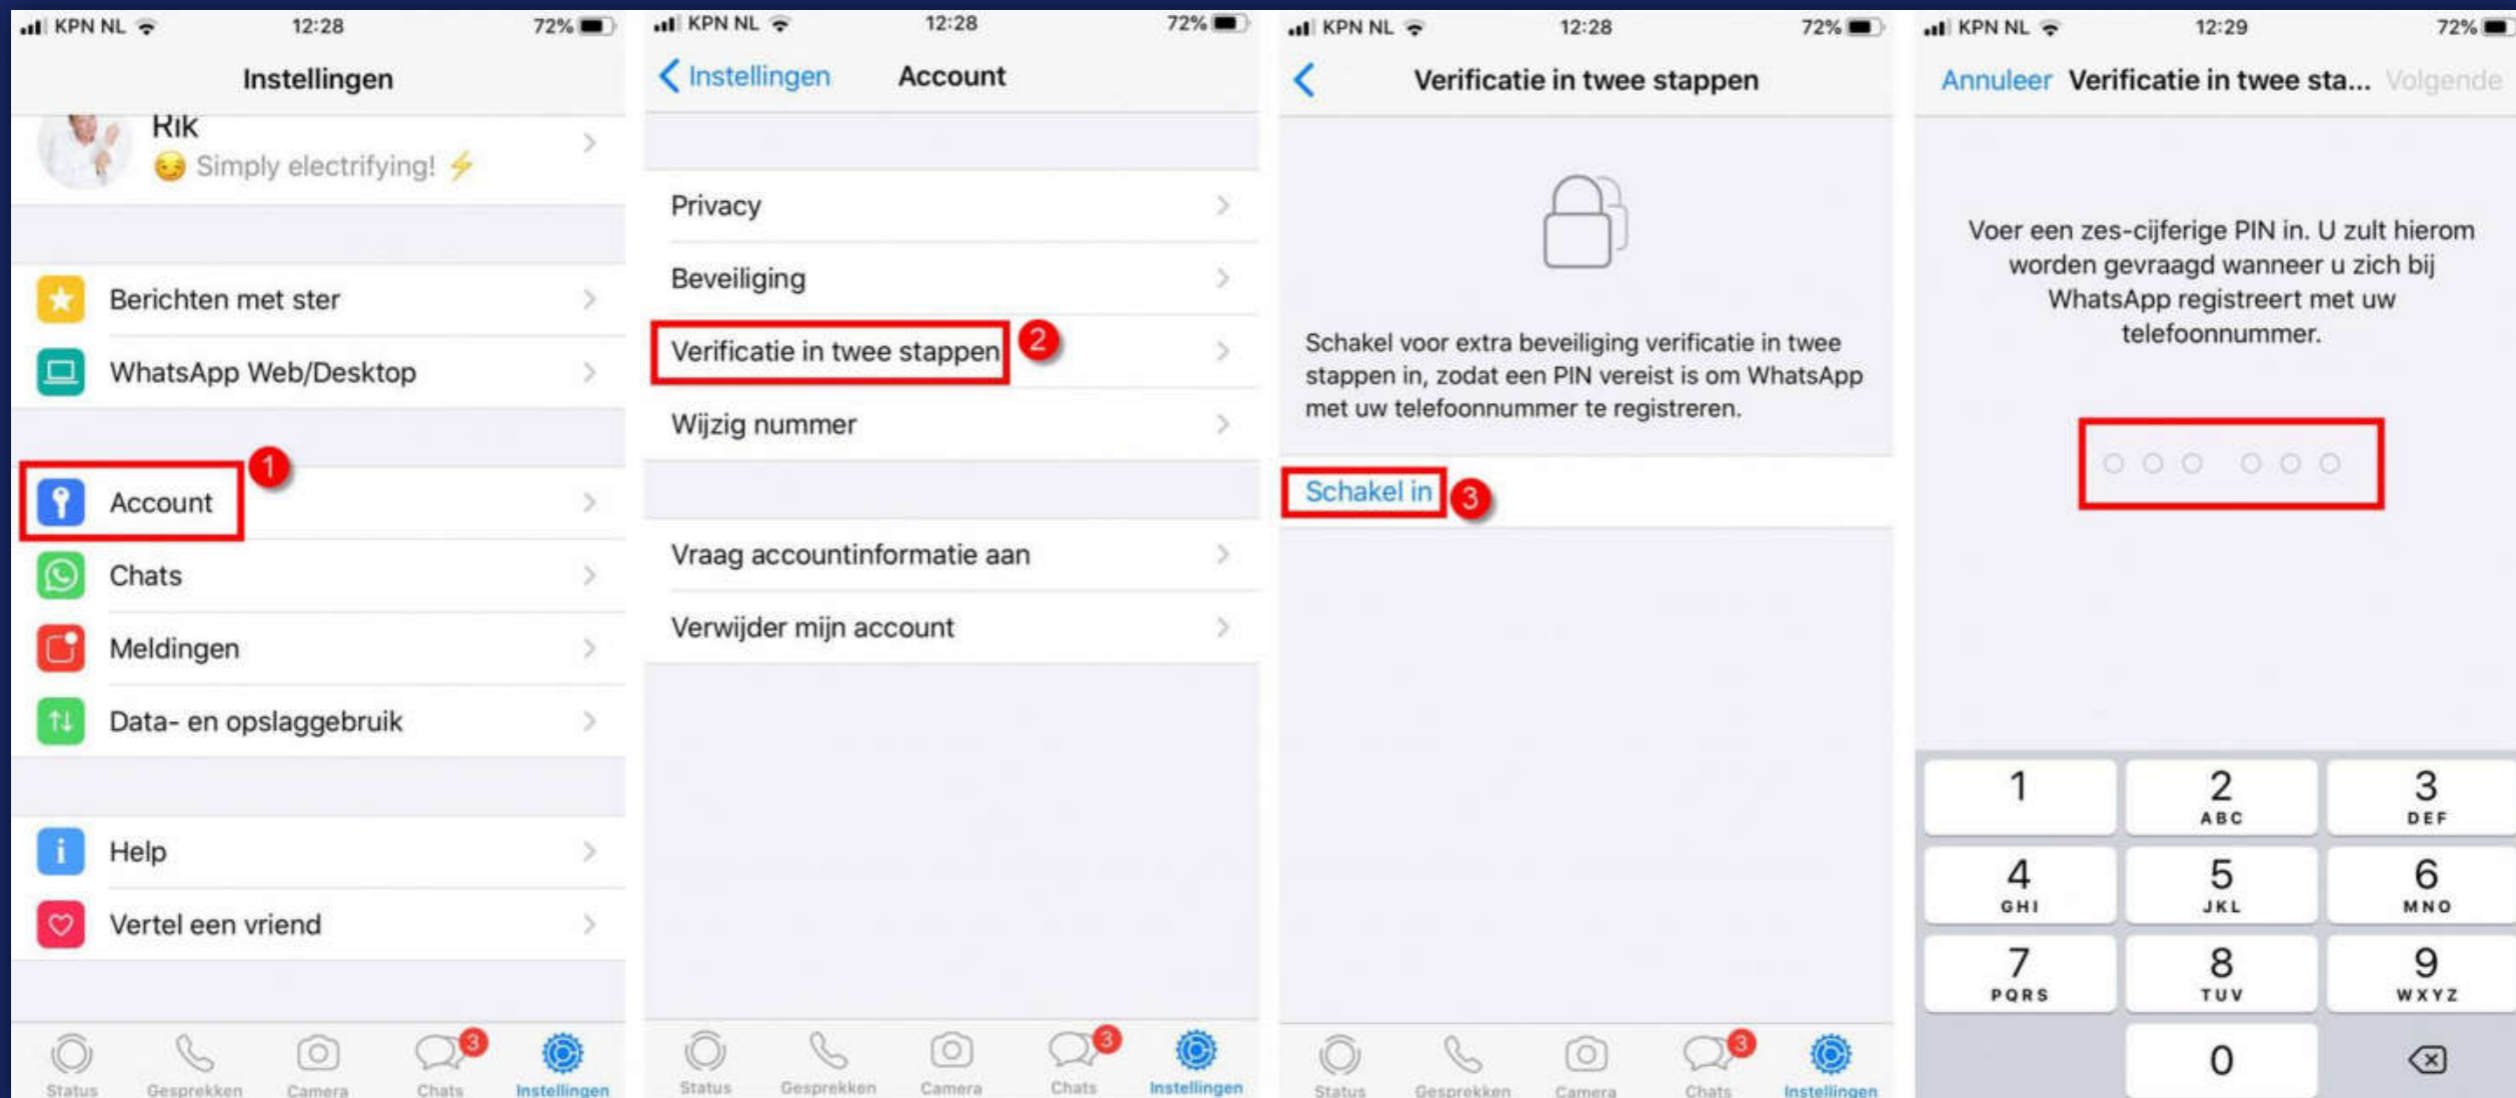 KPN NL 12:28 72%
Instellingen
Rik
Simply electrifying!
Berichten met ster
WhatsApp Web/Desktop
1
Account
Chats
Meldingen
Data- en opslaggebruik
Help
Vertel een vriend
3
Status Gesprekken Camera Chats Instellingen
KPN NL 12:28 72%
Instellingen Account
Privacy
Beveiliging
Verificatie in twee stappen 2
Wijzig nummer
Vraag accountinformatie aan
Verwijder mijn account
3
Status Gesprekken Camera Chats Instellingen
KPN NL 12:28 72%
Verificatie in twee stappen
Schakel voor extra beveiliging verificatie in twee
stappen in, zodat een PIN vereist is om WhatsApp
met uw telefoonnummer te registreren.
Schakel in 3
3
Status Gesprekken Camera Chats Instellingen
KPN NL 12:29 72%
Annuleer Verificatie in twee sta... Volgende
Voer een zes-cijferige PIN in. U zult hierom
worden gevraagd wanneer u zich bij
WhatsApp registreert met uw
telefoonnummer.
1 2 3
ABC DEF
4 5 6
GHI JKL MNO
7 8 9
PQRS TUV WXYZ
0